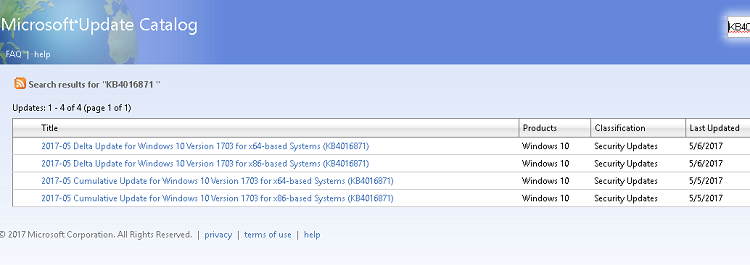 Microsoft® Update Catalog
KB40
FAQ | help
Search results for "KB4016871 "
Updates: 1 - 4 of 4 (page 1 of 1)
Title Products Classification Last Updated
2017-05 Delta Update for Windows 10 Version 1703 for x64-based Systems (KB4016871) Windows 10 Security Updates 5/6/2017
2017-05 Delta Update for Windows 10 Version 1703 for x86-based Systems (KB4016871) Windows 10 Security Updates 5/6/2017
2017-05 Cumulative Update for Windows 10 Version 1703 for x64-based Systems (KB4016871) Windows 10 Security Updates 5/5/2017
2017-05 Cumulative Update for Windows 10 Version 1703 for x86-based Systems (KB4016871) Windows 10 Security Updates 5/5/2017
© 2017 Microsoft Corporation. All Rights Reserved. | privacy | terms of use | help